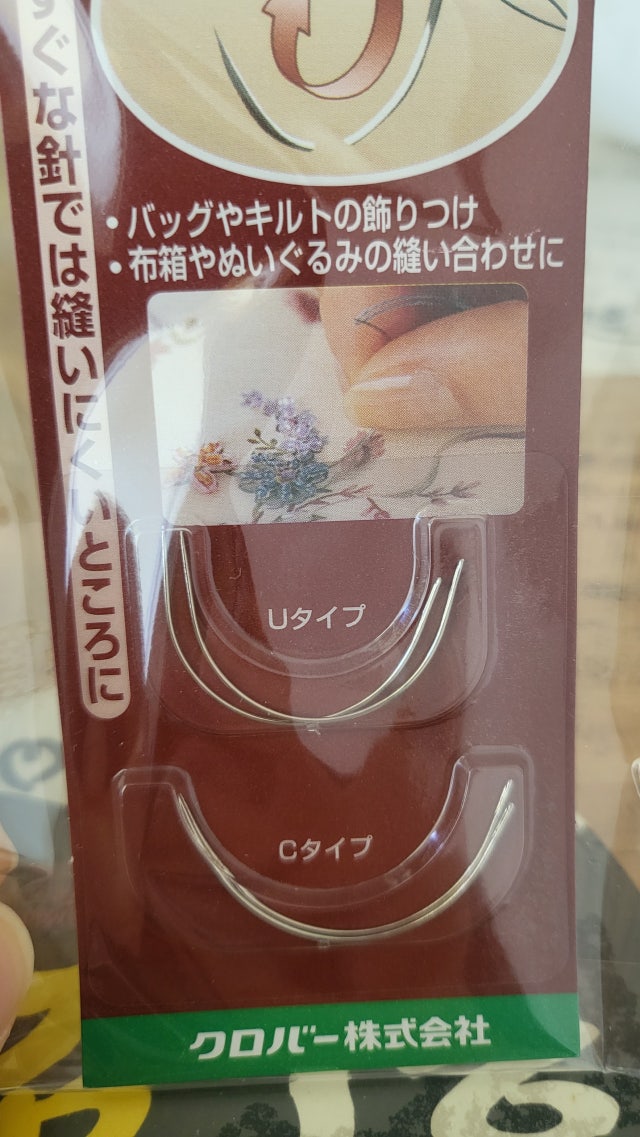 すぐな針では縫いにくいところに
・バッグやキルトの飾りつけ
・布箱やぬいぐるみの縫い合わせに
Uタイプ
Cタイプ
クロバー株式会社